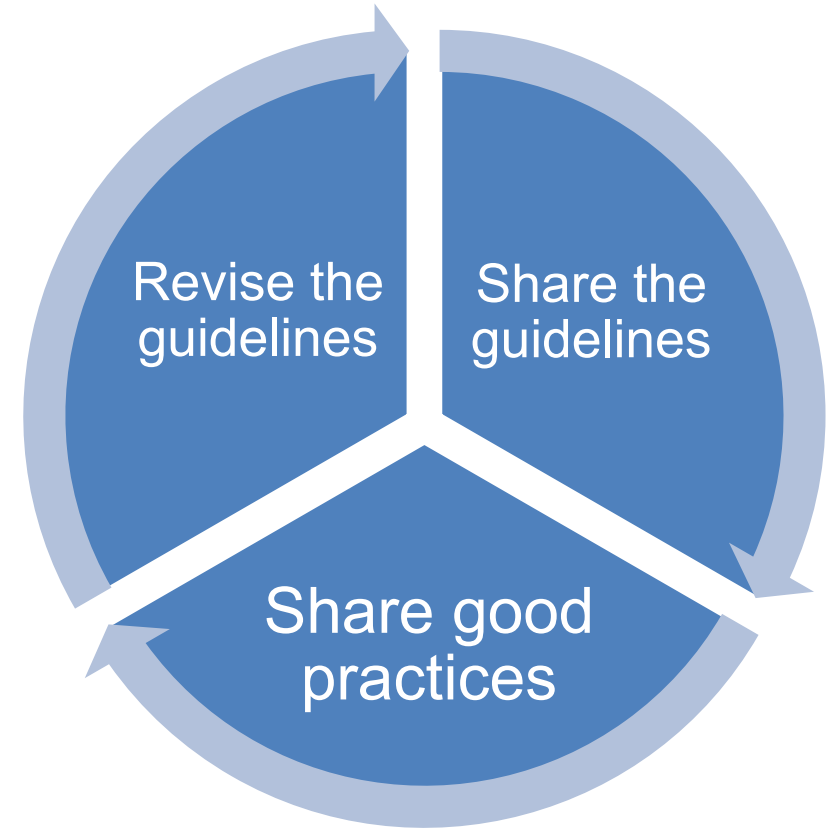 Revise the
guidelines
Share the
guidelines
Share good
practices